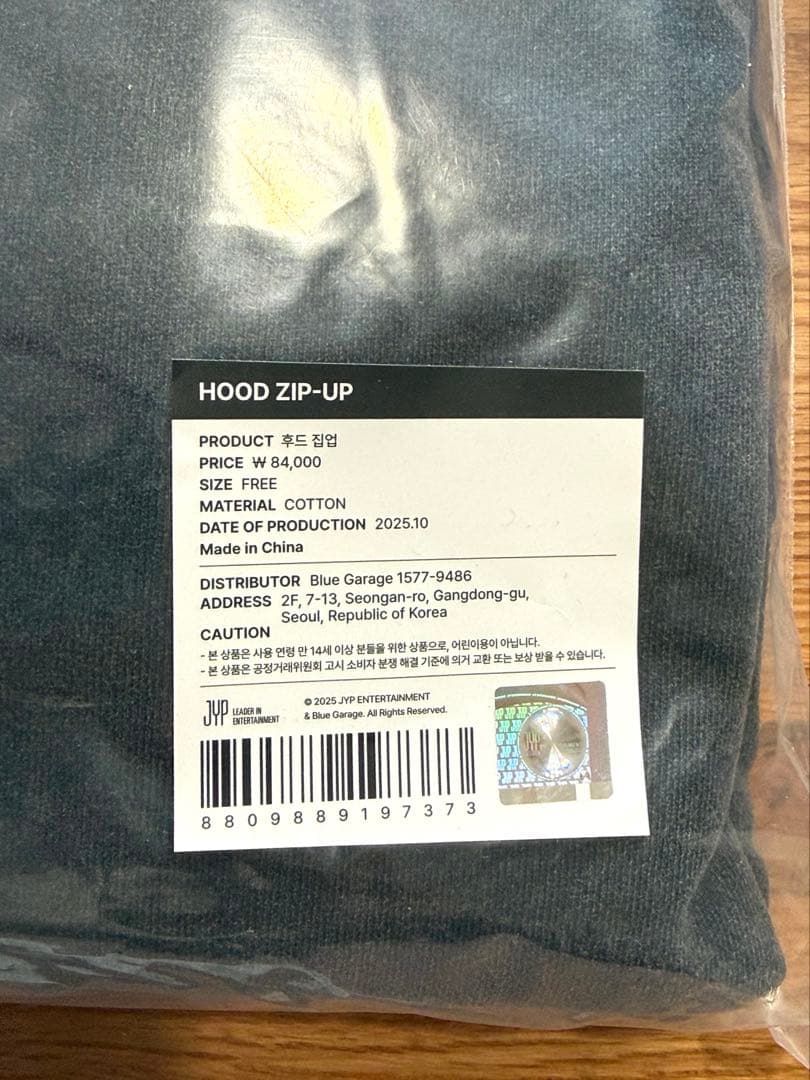 HOOD ZIP-UP
PRODUCT 후드 집업
PRICE ₩ 84,000
SIZE FREE
MATERIAL COTTON
DATE OF PRODUCTION 2025.10
Made in China
DISTRIBUTOR Blue Garage 1577-9486
ADDRESS 2F, 7-13, Seongan-ro, Gangdong-gu,
Seoul, Republic of Korea
CAUTION
- 본 상품은 사용 연령 만 14세 이상 분들을 위한 상품으로, 어린이용이 아닙니다.
- 본 상품은 공정거래위원회 고시 소비자 분쟁 해결 기준에 의거 교환 또는 보상 받을 수 있습니다.
JYP LEADER IN
ENTERTAINMENT
© 2025 JYP ENTERTAINMENT
& Blue Garage. All Rights Reserved.
8809889197373
JYP